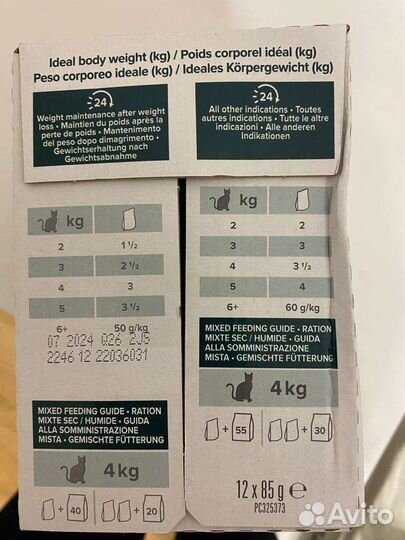 Ideal body weight (kg) / Poids corporel idéal (kg)
Peso corporeo ideale (kg) / Ideales Körpergewicht (kg)
24
Weight maintenance after weight
loss • Maintien du poids après la
perte de poids • Mantenimento
del peso dopo dimagrimento •
Gewichtserhaltung nach
Gewichtsabnahme
24
All other indications • Toutes
autres indications • Tutte le altre
indicazioni • Alle anderen
Indikationen
kg
2 1 1/2
3 2 1/2
4 3
5 3 1/2
6+ 50 g/kg
07 2024 Q26 2JS
2246 12 22036031
MIXED FEEDING GUIDE • RATION
MIXTE SEC / HUMIDE • GUIDA
ALLA SOMMINISTRAZIONE
MISTA • GEMISCHTE FÜTTERUNG
4kg
+ 40
+ 20
kg
2 2
3 3
4 3 1/2
5 4
6+ 60 g/kg
MIXED FEEDING GUIDE • RATION
MIXTE SEC / HUMIDE • GUIDA
ALLA SOMMINISTRAZIONE
MISTA • GEMISCHTE FÜTTERUNG
4kg
+ 55
+ 30
12 x 85 g ℮
PC325373
Avito